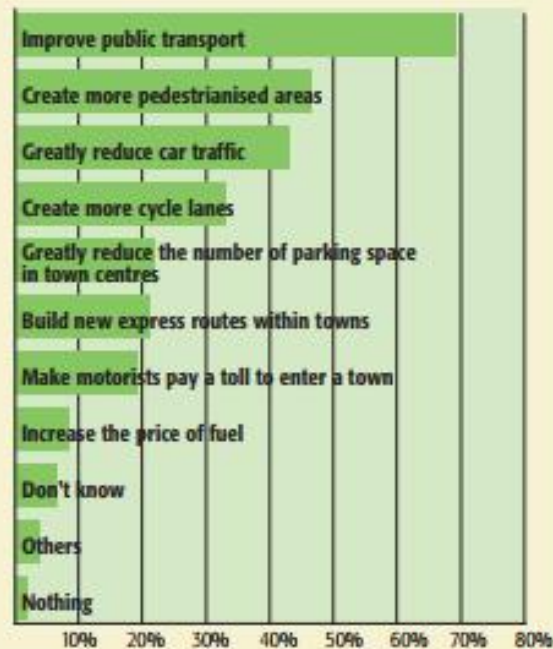 Improve public transport
Create more pedestrianised areas
Greatly reduce car traffic
Create more cycle lanes
Greatly reduce the number of parking space
in town centres
Build new express routes within towns
Make motorists pay a toll to enter a town
Increase the price of fuel
Don't know
Others
Nothing
10% 20% 30% 40% 50% 60% 70% 80%